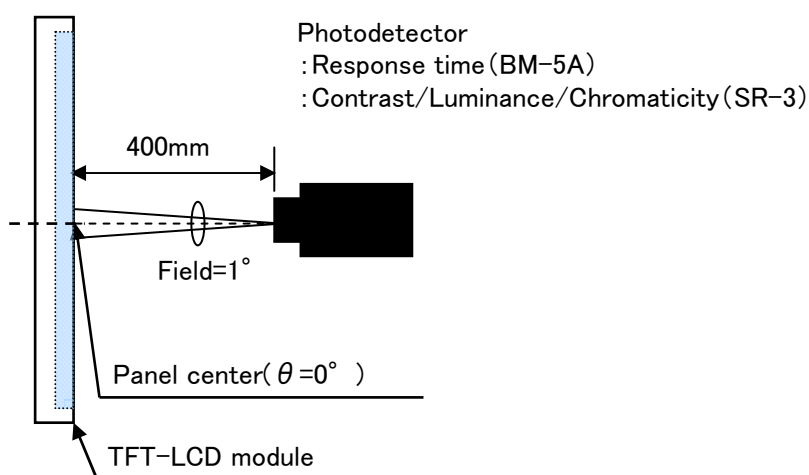 Photodetector
:Response time(BM-5A)
:Contrast/Luminance/Chromaticity(SR-3)
400mm
Field=1°
Panel center(θ=0° )
TFT-LCD module